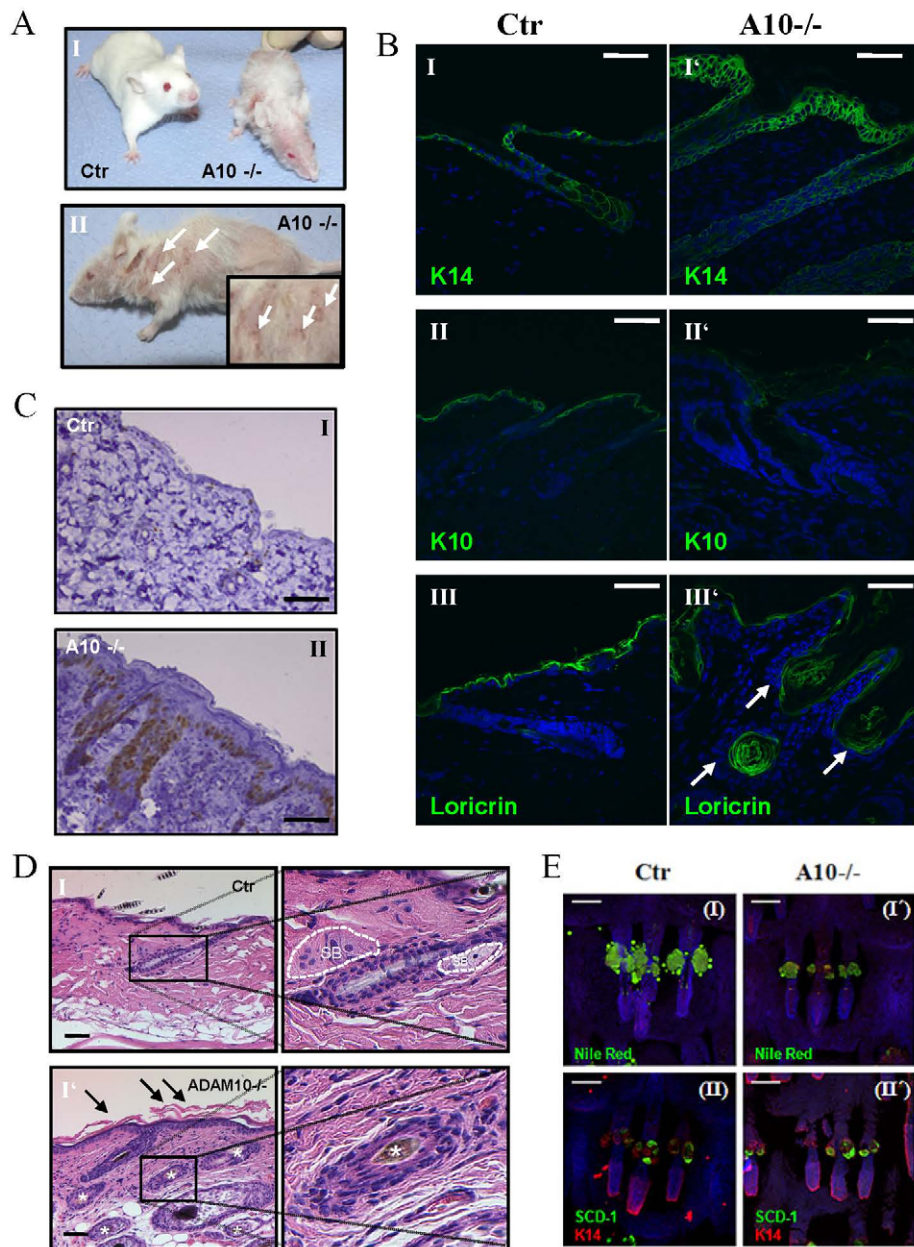 A
I
Ctr
A10 -/-
II
A10 -/-
B
Ctr
A10-/-
I
K14
I‘
K14
II
K10
II‘
K10
III
Loricrin
III‘
Loricrin
C
Ctr
I
A10 -/-
II
D
I
Ctr
SB
SB
I‘
ADAM10-/-
*
*
*
*
*
*
E
Ctr
A10-/-
(I)
Nile Red
(I´)
Nile Red
(II)
SCD-1
K14
(II´)
SCD-1
K14